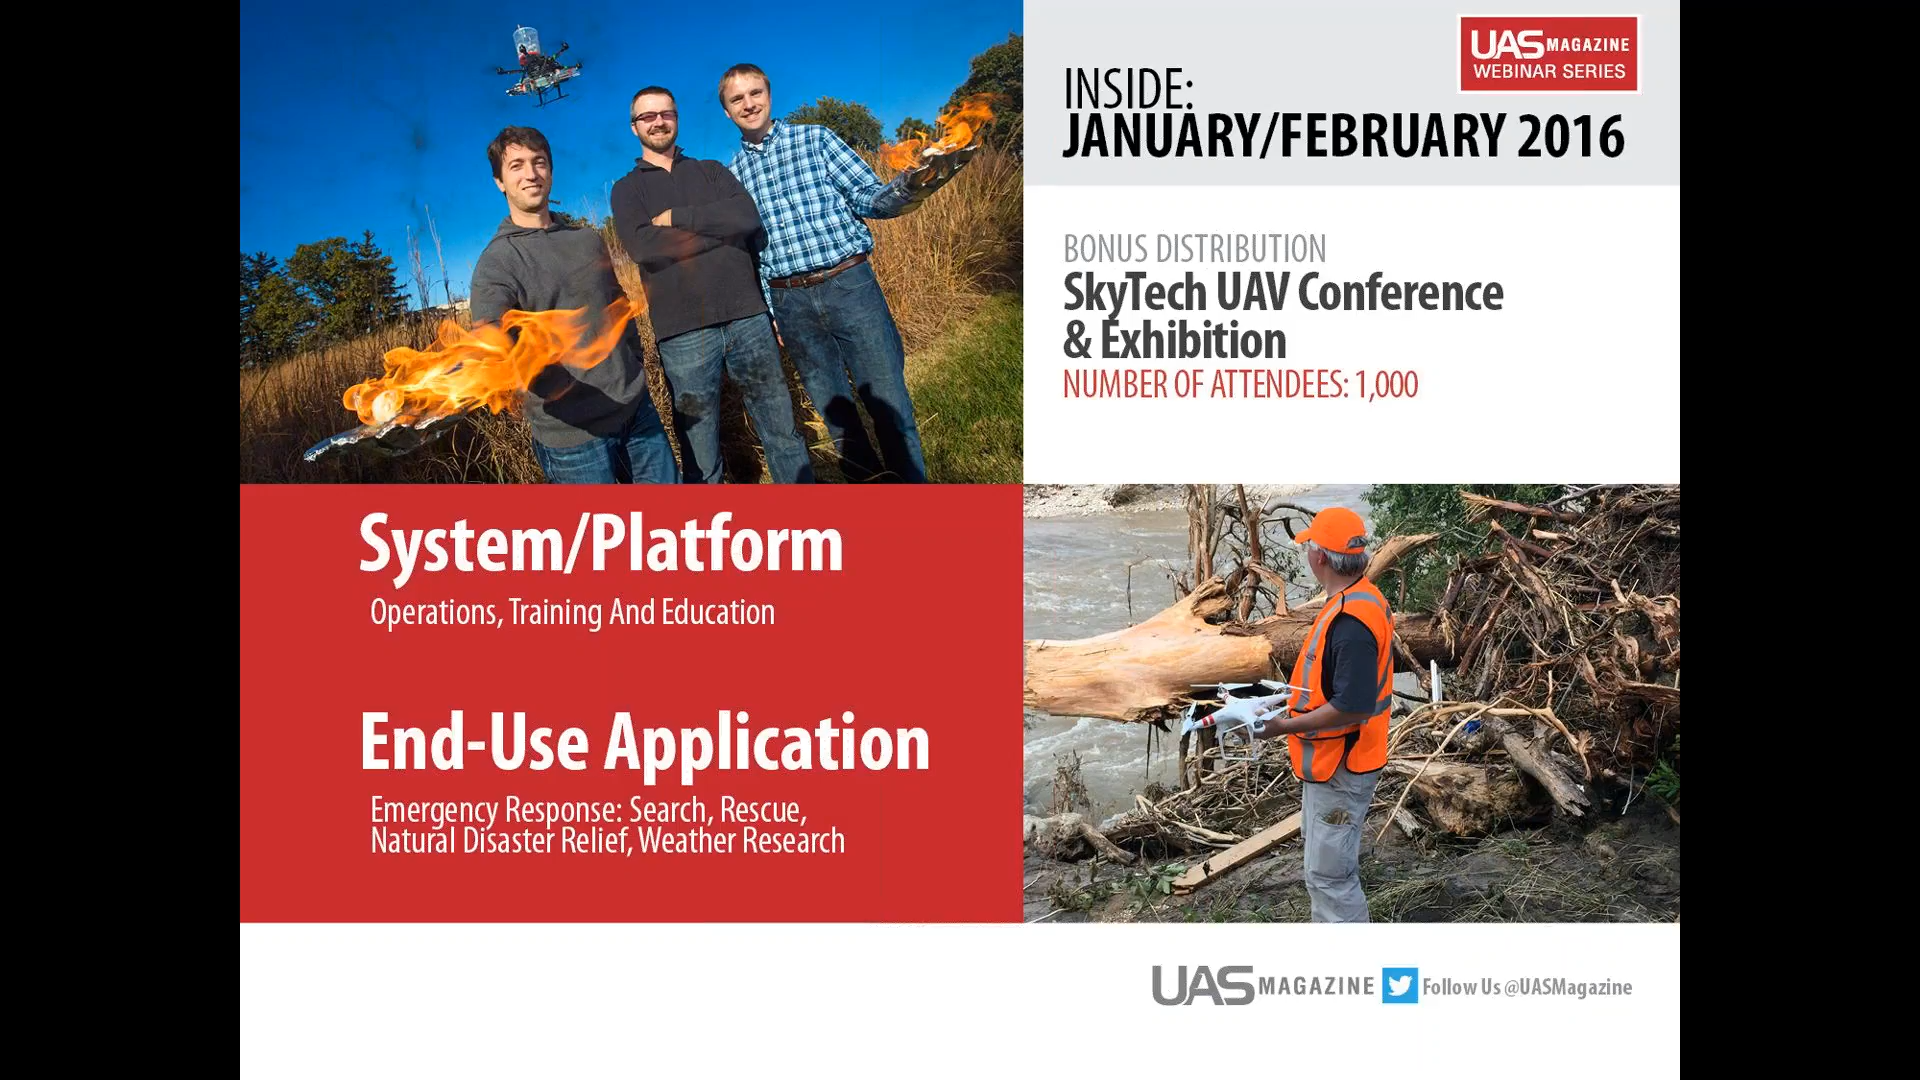 UAS MAGAZINE
WEBINAR SERIES
INSIDE:
JANUARY/FEBRUARY 2016
BONUS DISTRIBUTION
SkyTech UAV Conference
& Exhibition
NUMBER OF ATTENDEES: 1,000
System/Platform
Operations, Training And Education
End-Use Application
Emergency Response: Search, Rescue,
Natural Disaster Relief, Weather Research
UAS MAGAZINE Follow Us @UASMagazine